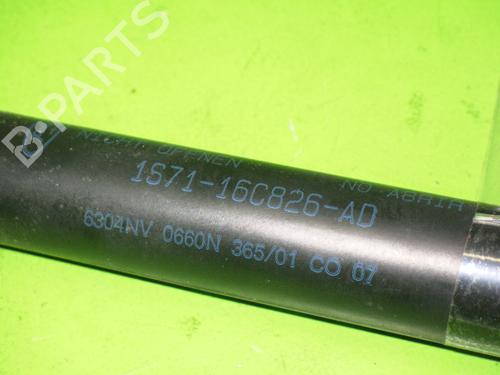 B-PARTS
NICHT ÖFFNEN NO ABRIR
1S71-16C826-AD
6304NV 0660N 365/01 CO 07